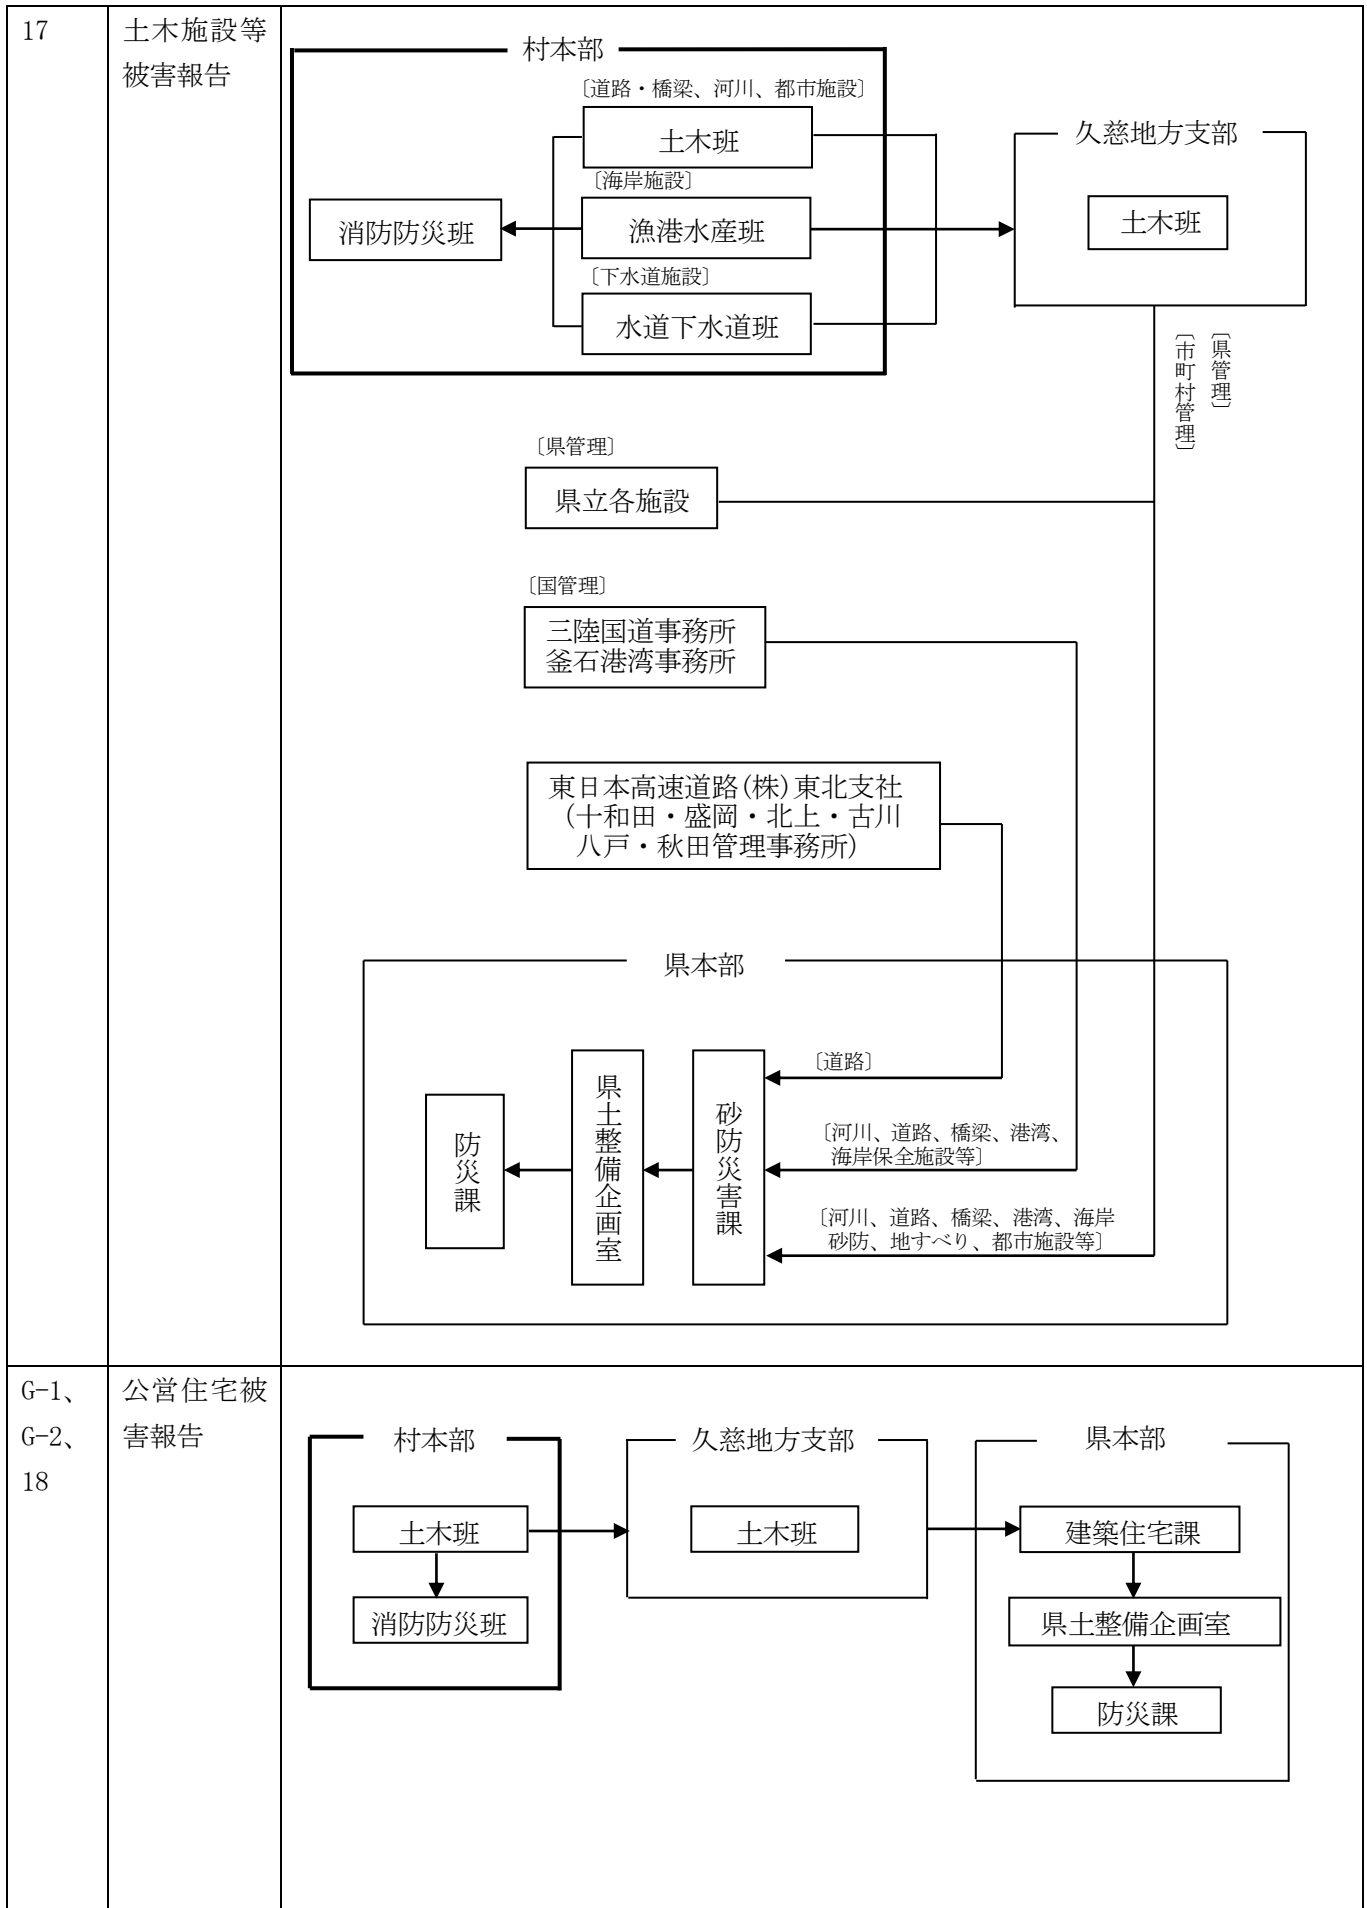 17
土木施設等
被害報告
村本部
〔道路・橋梁、河川、都市施設〕
土木班
〔海岸施設〕
消防防災班
漁港水産班
〔下水道施設〕
水道下水道班
久慈地方支部
土木班
〔県管理〕
〔市町村管理〕
〔県管理〕
県立各施設
〔国管理〕
三陸国道事務所
釜石港湾事務所
東日本高速道路(株)東北支社
(十和田・盛岡・北上・古川
八戸・秋田管理事務所)
県本部
防災課
県土整備企画室
砂防災害課
〔道路〕
〔河川、道路、橋梁、港湾、
海岸保全施設等〕
〔河川、道路、橋梁、港湾、海岸
砂防、地すべり、都市施設等〕
G-1、
G-2、
18
公営住宅被
害報告
村本部
土木班
消防防災班
久慈地方支部
土木班
県本部
建築住宅課
県土整備企画室
防災課